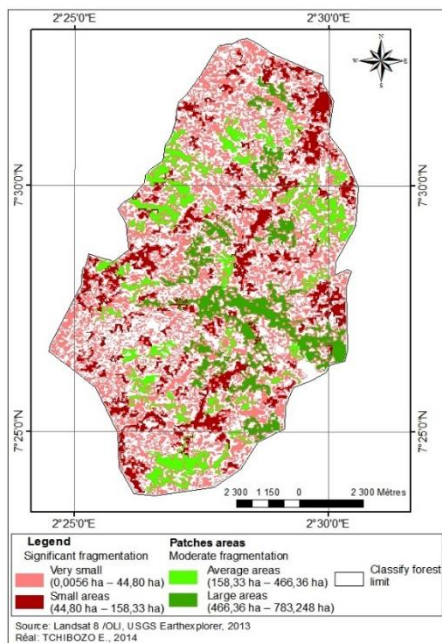 2°25'0"E 2°30'0"E
N
W E
S
7°30'0"N 7°30'0"N
7°25'0"N 7°25'0"N
2 300 1 150 0 2 300 Mètres
2°25'0"E 2°30'0"E
Legend Patches areas
Significant fragmentation Moderate fragmentation
Very small Average areas Classify forest
(0,0056 ha – 44,80 ha) (158,33 ha – 466,36 ha) limit
Small areas Large areas
(44,80 ha – 158,33 ha) (466,36 ha – 783,248 ha)
Source: Landsat 8 /OLI, USGS Earthexplorer, 2013
Réal: TCHIBOZO E., 2014